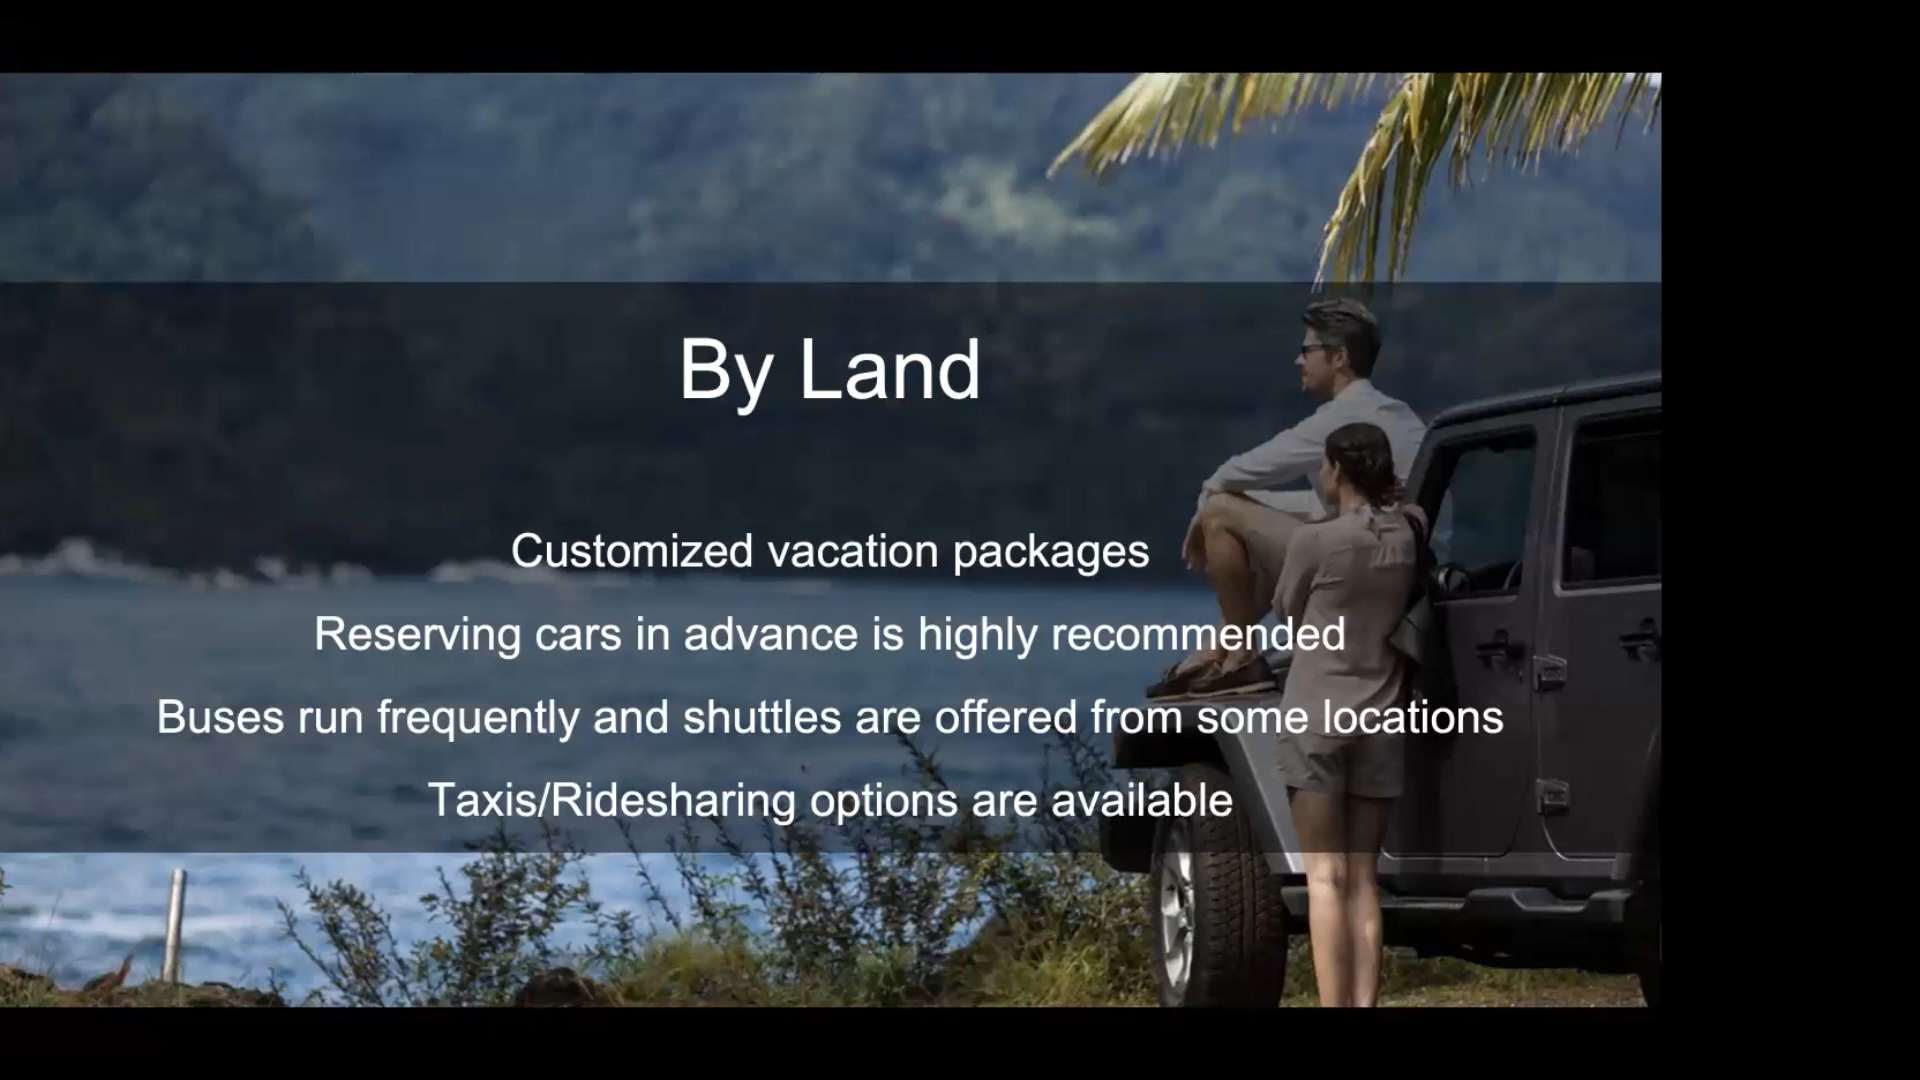 By Land
Customized vacation packages
Reserving cars in advance is highly recommended
Buses run frequently and shuttles are offered from some locations
Taxis/Ridesharing options are available